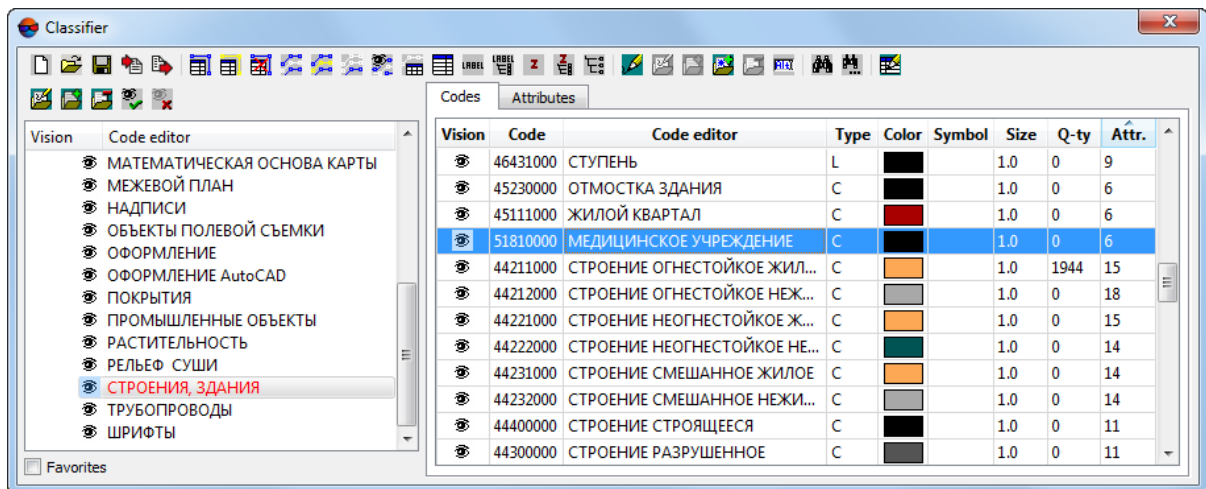 Classifier
LABEL LABEL Z Z
Codes Attributes
Vision Code editor
МАТЕМАТИЧЕСКАЯ ОСНОВА КАРТЫ
МЕЖЕВОЙ ПЛАН
НАДПИСИ
ОБЪЕКТЫ ПОЛЕВОЙ СЪЕМКИ
ОФОРМЛЕНИЕ
ОФОРМЛЕНИЕ AutoCAD
ПОКРЫТИЯ
ПРОМЫШЛЕННЫЕ ОБЪЕКТЫ
РАСТИТЕЛЬНОСТЬ
РЕЛЬЕФ СУШИ
СТРОЕНИЯ, ЗДАНИЯ
ТРУБОПРОВОДЫ
ШРИФТЫ
Favorites
Vision Code Code editor Type Color Symbol Size Q-ty Attr.
46431000 СТУПЕНЬ L 1.0 0 9
45230000 ОТМОСТКА ЗДАНИЯ C 1.0 0 6
45111000 ЖИЛОЙ КВАРТАЛ C 1.0 0 6
51810000 МЕДИЦИНСКОЕ УЧРЕЖДЕНИЕ C 1.0 0 6
44211000 СТРОЕНИЕ ОГНЕСТОЙКОЕ ЖИЛ... C 1.0 1944 15
44212000 СТРОЕНИЕ ОГНЕСТОЙКОЕ НЕЖ... C 1.0 0 18
44221000 СТРОЕНИЕ НЕОГНЕСТОЙКОЕ Ж... C 1.0 0 15
44222000 СТРОЕНИЕ НЕОГНЕСТОЙКОЕ НЕ... C 1.0 0 14
44231000 СТРОЕНИЕ СМЕШАННОЕ ЖИЛОЕ C 1.0 0 14
44232000 СТРОЕНИЕ СМЕШАННОЕ НЕЖИ... C 1.0 0 14
44400000 СТРОЕНИЕ СТРОЯЩЕЕСЯ C 1.0 0 11
44300000 СТРОЕНИЕ РАЗРУШЕННОЕ C 1.0 0 11